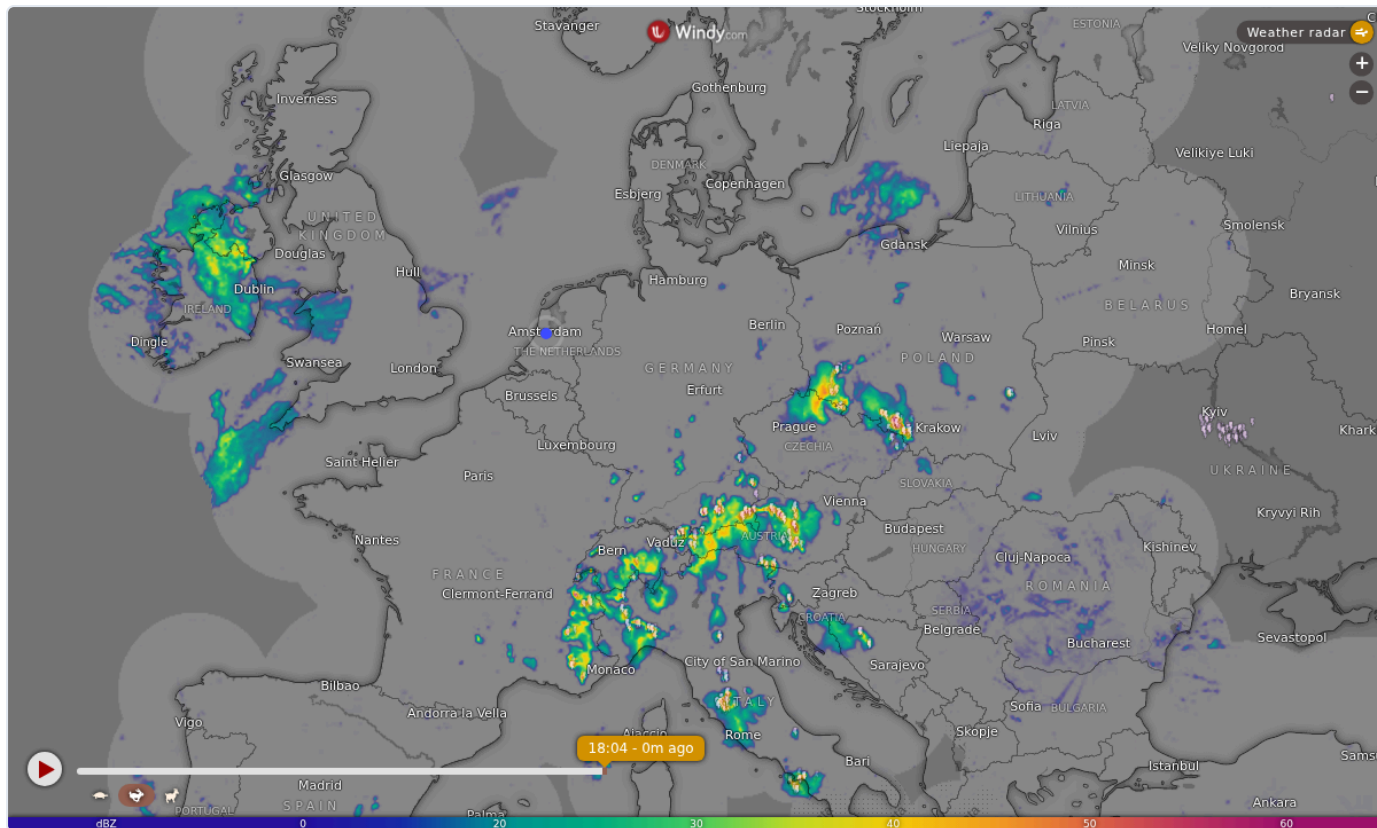 Stockholm
Stavanger
ESTONIA
Windy.com
Weather radar
Veliky Novgorod
+
−
Gothenburg
Inverness
LATVIA
Riga
Liepaja
Velikiye Luki
DENMARK
Glasgow
Copenhagen
Esbjerg
LITHUANIA
UNITED
KINGDOM
Smolensk
Vilnius
Gdansk
Douglas
Minsk
Hull
Hamburg
Dublin
Bryansk
BELARUS
IRELAND
Berlin
Poznań
Homel
Amsterdam
Warsaw
Dingle
Pinsk
THE NETHERLANDS
POLAND
Swansea
London
GERMANY
Erfurt
Brussels
Kyiv
Prague
Krakow
Khark
Lviv
Luxembourg
CZECHIA
Saint Helier
UKRAINE
Paris
SLOVAKIA
Vienna
Kryvyi Rih
Budapest
AUSTRIA
Nantes
Vaduz
Bern
HUNGARY
Kishinev
Cluj-Napoca
FRANCE
ROMANIA
Clermont-Ferrand
Zagreb
SERBIA
CROATIA
Belgrade
Sevastopol
Bucharest
City of San Marino
Sarajevo
Monaco
Bilbao
ITALY
Sofia
BULGARIA
Andorra la Vella
Vigo
Skopje
Ajaccio
Rome
18:04 - 0m ago
Bari
Sams
Istanbul
Madrid
SPAIN
Ankara
PORTUGAL
Palma
dBZ 0 20 30 40 50 60